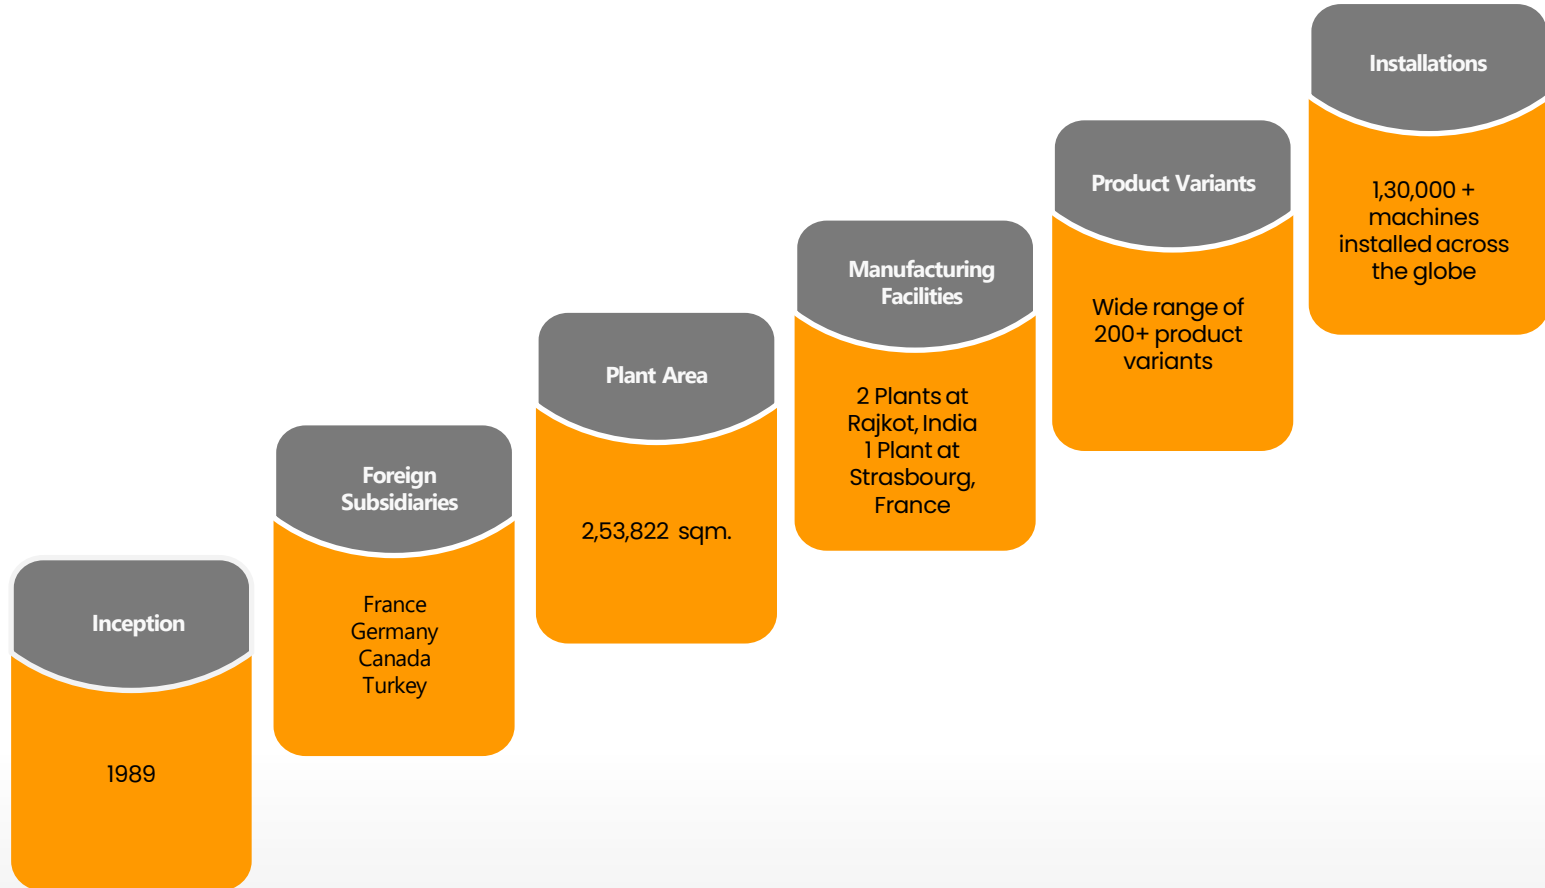 Inception
1989
Foreign
Subsidiaries
France
Germany
Canada
Turkey
Plant Area
2,53,822 sqm.
Manufacturing
Facilities
2 Plants at
Rajkot, India
1 Plant at
Strasbourg,
France
Product Variants
Wide range of
200+ product
variants
Installations
1,30,000 +
machines
installed across
the globe